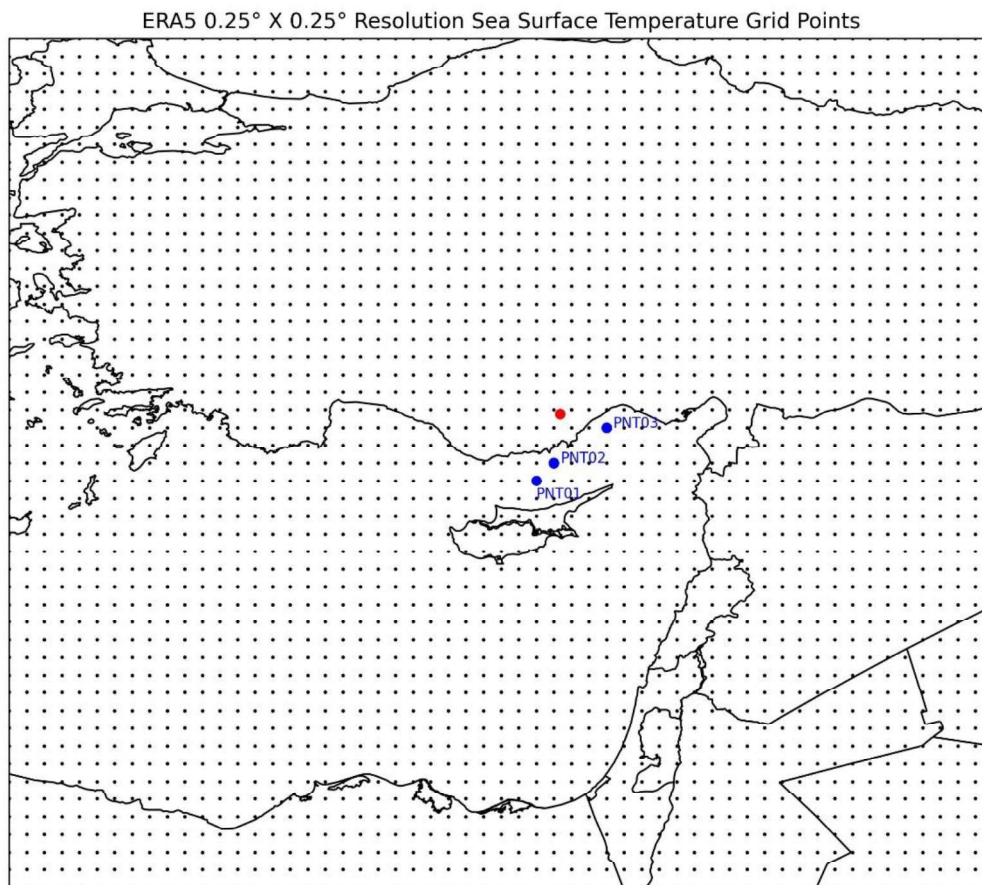 ERA5 0.25° X 0.25° Resolution Sea Surface Temperature Grid Points
PNT03
PNT02
PNT01